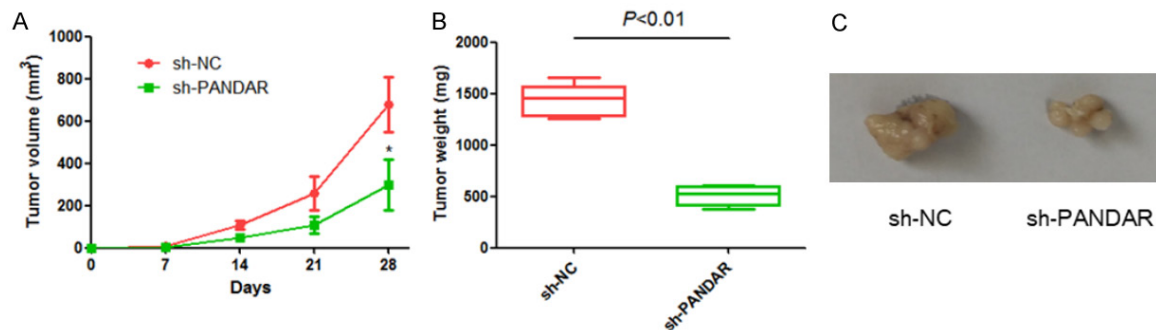 A
Tumor volume (mm³)
1000
800
600
400
200
0
sh-NC
sh-PANDAR
*
0 7 14 21 28
Days
B
P<0.01
Tumor weight (mg)
2000
1500
1000
500
0
sh-NC
sh-PANDAR
C
sh-NC sh-PANDAR